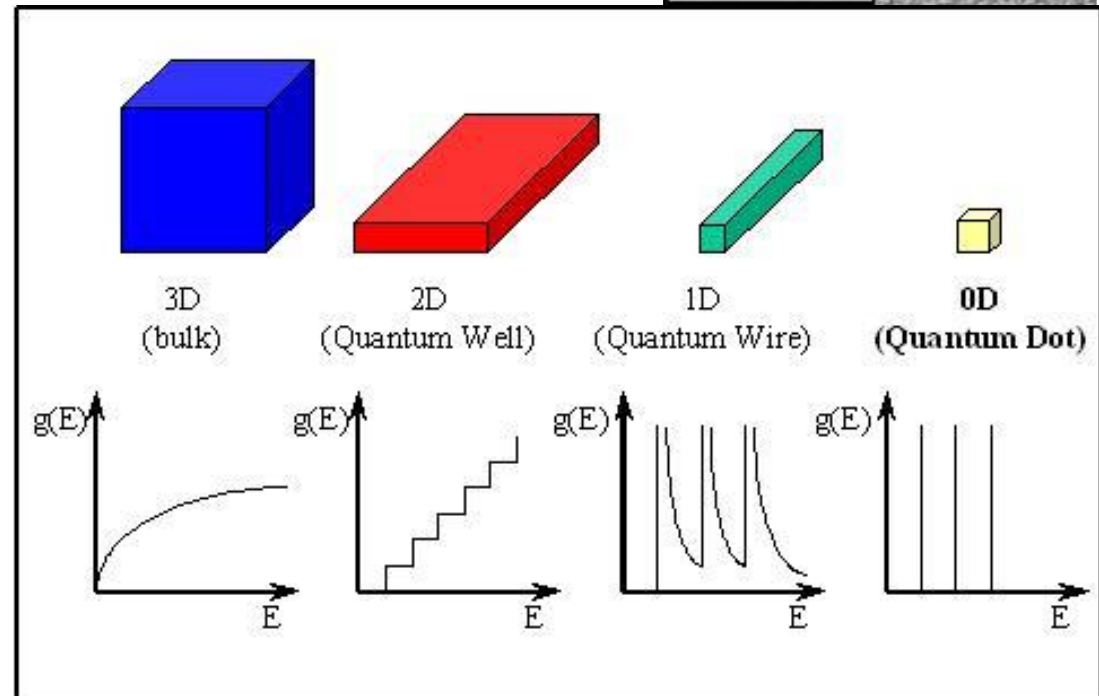 3D
(bulk)
2D
(Quantum Well)
1D
(Quantum Wire)
0D
(Quantum Dot)
g(E)
E
g(E)
E
g(E)
E
g(E)
E